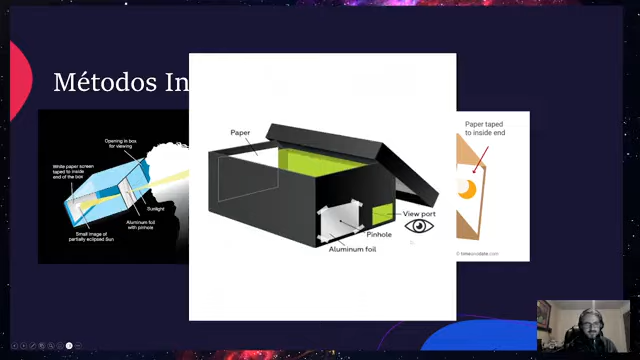 Métodos In
Opening in box
for viewing
White paper screen
taped to inside
end of the box
Sunlight
Aluminum foil
with pinhole
Small image of
partially eclipsed Sun
Paper
View port
Pinhole
Aluminum foil
Paper taped
to inside end
© timeanddate.com